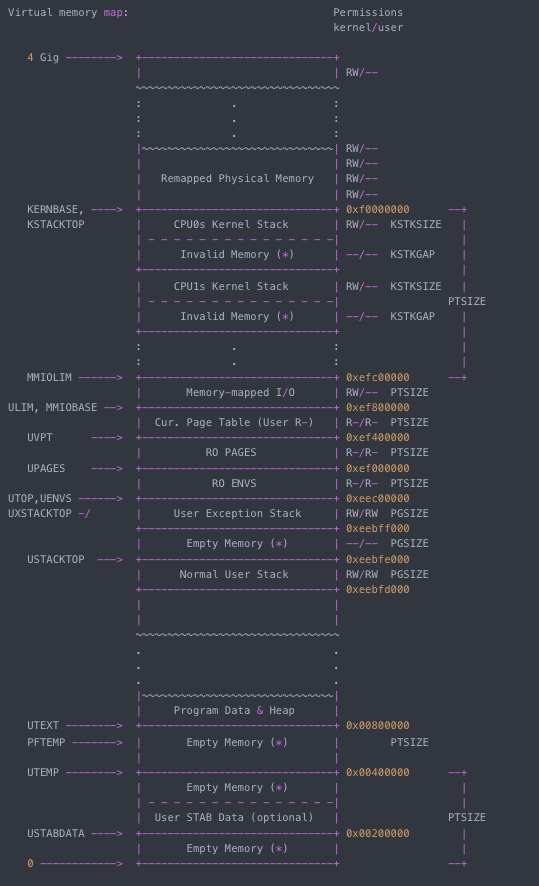 Virtual memory map:                                Permissions
                                                   kernel/user

   4 Gig -------->  +------------------------------+
                    |                              | RW/--
                    ~~~~~~~~~~~~~~~~~~~~~~~~~~~~~~~~
                    :              .               :
                    :              .               :
                    :              .               :
                    |~~~~~~~~~~~~~~~~~~~~~~~~~~~~~~| RW/--
                    |                              | RW/--
                    |   Remapped Physical Memory   | RW/--
                    |                              | RW/--
   KERNBASE, ---->  +------------------------------+ 0xf0000000      --+
   KSTACKTOP        |     CPU0s Kernel Stack       | RW/--  KSTKSIZE   |
                    | - - - - - - - - - - - - - - -|                   |
                    |      Invalid Memory (*)      | --/--  KSTKGAP    |
                    +------------------------------+                   |
                    |     CPU1s Kernel Stack       | RW/--  KSTKSIZE   |
                    | - - - - - - - - - - - - - - -|                 PTSIZE
                    |      Invalid Memory (*)      | --/--  KSTKGAP    |
                    +------------------------------+                   |
                    :              .               :                   |
                    :              .               :                   |
   MMIOLIM ------>  +------------------------------+ 0xefc00000      --+
                    |       Memory-mapped I/O      | RW/--  PTSIZE
ULIM, MMIOBASE -->  +------------------------------+ 0xef800000
                    |  Cur. Page Table (User R-)   | R-/R-  PTSIZE
   UVPT      ---->  +------------------------------+ 0xef400000
                    |          RO PAGES            | R-/R-  PTSIZE
   UPAGES    ---->  +------------------------------+ 0xef000000
                    |           RO ENVS            | R-/R-  PTSIZE
UTOP,UENVS ------>  +------------------------------+ 0xeec00000
UXSTACKTOP -/       |     User Exception Stack     | RW/RW  PGSIZE
                    +------------------------------+ 0xeebff000
                    |       Empty Memory (*)       | --/--  PGSIZE
   USTACKTOP  --->  +------------------------------+ 0xeebfe000
                    |      Normal User Stack       | RW/RW  PGSIZE
                    +------------------------------+ 0xeebfd000
                    |                              |
                    |                              |
                    ~~~~~~~~~~~~~~~~~~~~~~~~~~~~~~~~
                    .                              .
                    .                              .
                    .                              .
                    |~~~~~~~~~~~~~~~~~~~~~~~~~~~~~~|
                    |     Program Data & Heap      |
   UTEXT -------->  +------------------------------+ 0x00800000
   PFTEMP ------->  |       Empty Memory (*)       |        PTSIZE
                    |                              |
   UTEMP -------->  +------------------------------+ 0x00400000      --+
                    |       Empty Memory (*)       |                   |
                    | - - - - - - - - - - - - - - -|                   |
                    |  User STAB Data (optional)   |                 PTSIZE
   USTABDATA ---->  +------------------------------+ 0x00200000        |
                    |       Empty Memory (*)       |                   |
   0 ------------>  +------------------------------+                 --+